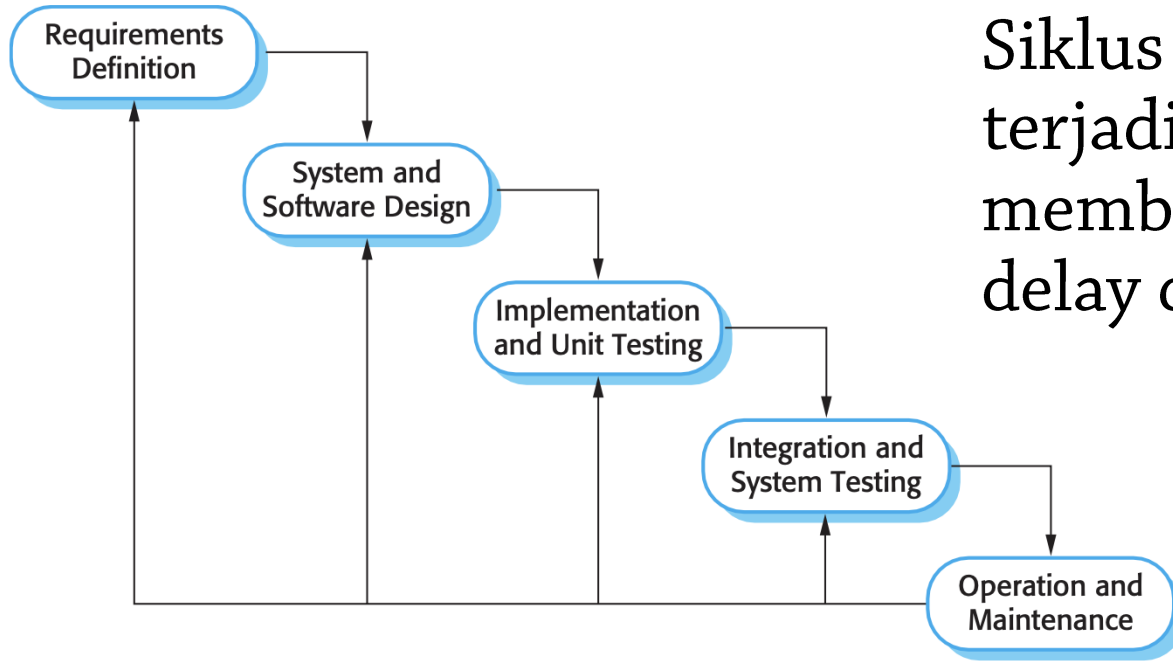 Requirements
Definition
System and
Software Design
Implementation
and Unit Testing
Integration and
System Testing
Operation and
Maintenance
Siklus
terjadi
memb
delay